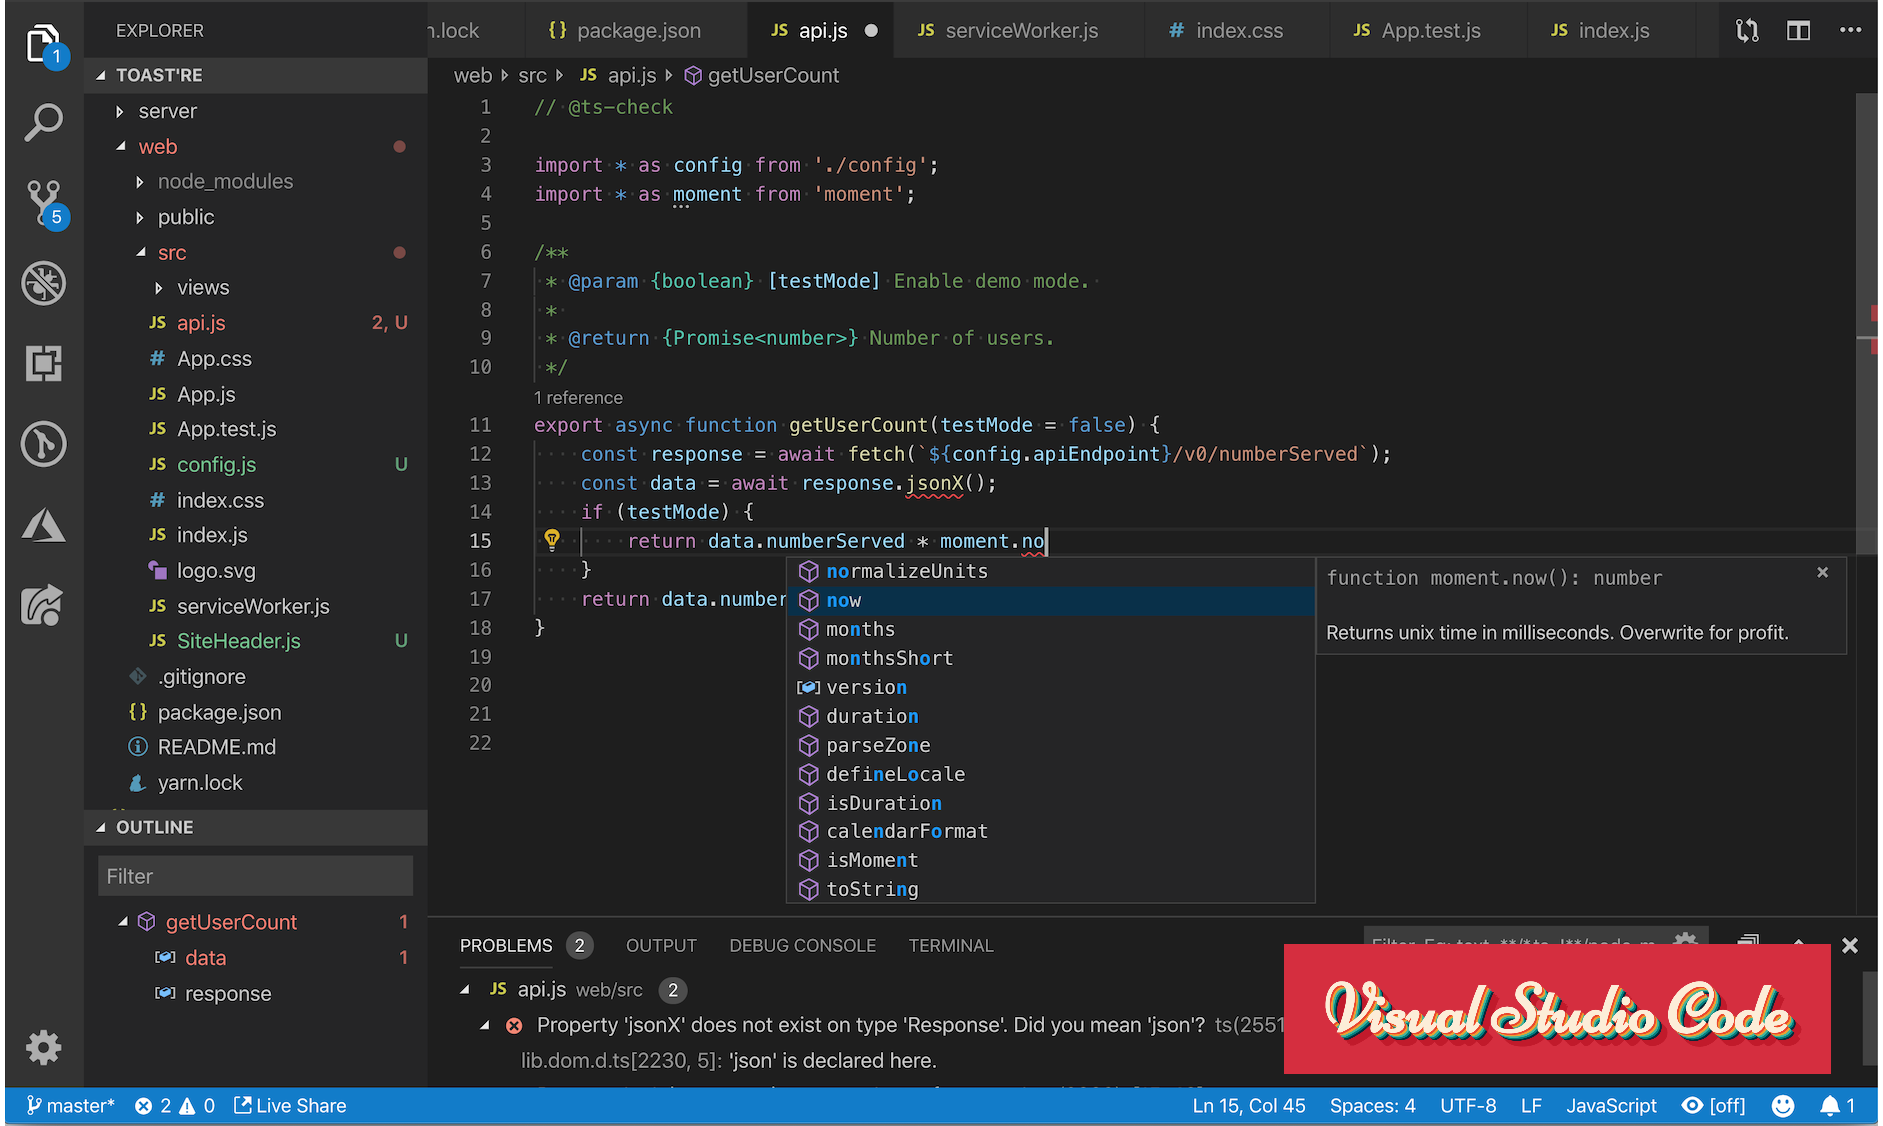 EXPLORER
TOAST'RE
server
web
node_modules
public
src
views
JS api.js 2, U
# App.css
JS App.js
JS App.test.js
JS config.js U
# index.css
JS index.js
logo.svg
JS serviceWorker.js
JS SiteHeader.js U
.gitignore
{} package.json
README.md
yarn.lock
OUTLINE
Filter
getUserCount 1
data 1
response
1
5
n.lock {} package.json JS api.js JS serviceWorker.js # index.css JS App.test.js JS index.js
web src JS api.js getUserCount
1 // @ts-check
2
3 import * as config from './config';
4 import * as moment from 'moment';
5
6 /**
7 * @param {boolean} [testMode] Enable demo mode.
8 *
9 * @return {Promise<number>} Number of users.
10 */
1 reference
11 export async function getUserCount(testMode = false) {
12 const response = await fetch(`${config.apiEndpoint}/v0/numberServed`);
13 const data = await response.jsonX();
14 if (testMode) {
15 return data.numberServed * moment.no
16 }
17 return data.number
18 }
19
20
21
22
normalizeUnits
now
months
monthsShort
version
duration
parseZone
defineLocale
isDuration
calendarFormat
isMoment
toString
function moment.now(): number
Returns unix time in milliseconds. Overwrite for profit.
PROBLEMS 2 OUTPUT DEBUG CONSOLE TERMINAL
JS api.js web/src 2
Property 'jsonX' does not exist on type 'Response'. Did you mean 'json'? ts(2551
lib.dom.d.ts[2230, 5]: 'json' is declared here.
Visual Studio Code
master* 2 0 Live Share Ln 15, Col 45 Spaces: 4 UTF-8 LF JavaScript [off] 1